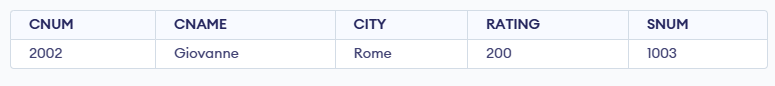 CNUM CNAME CITY RATING SNUM
2002 Giovanne Rome 200 1003